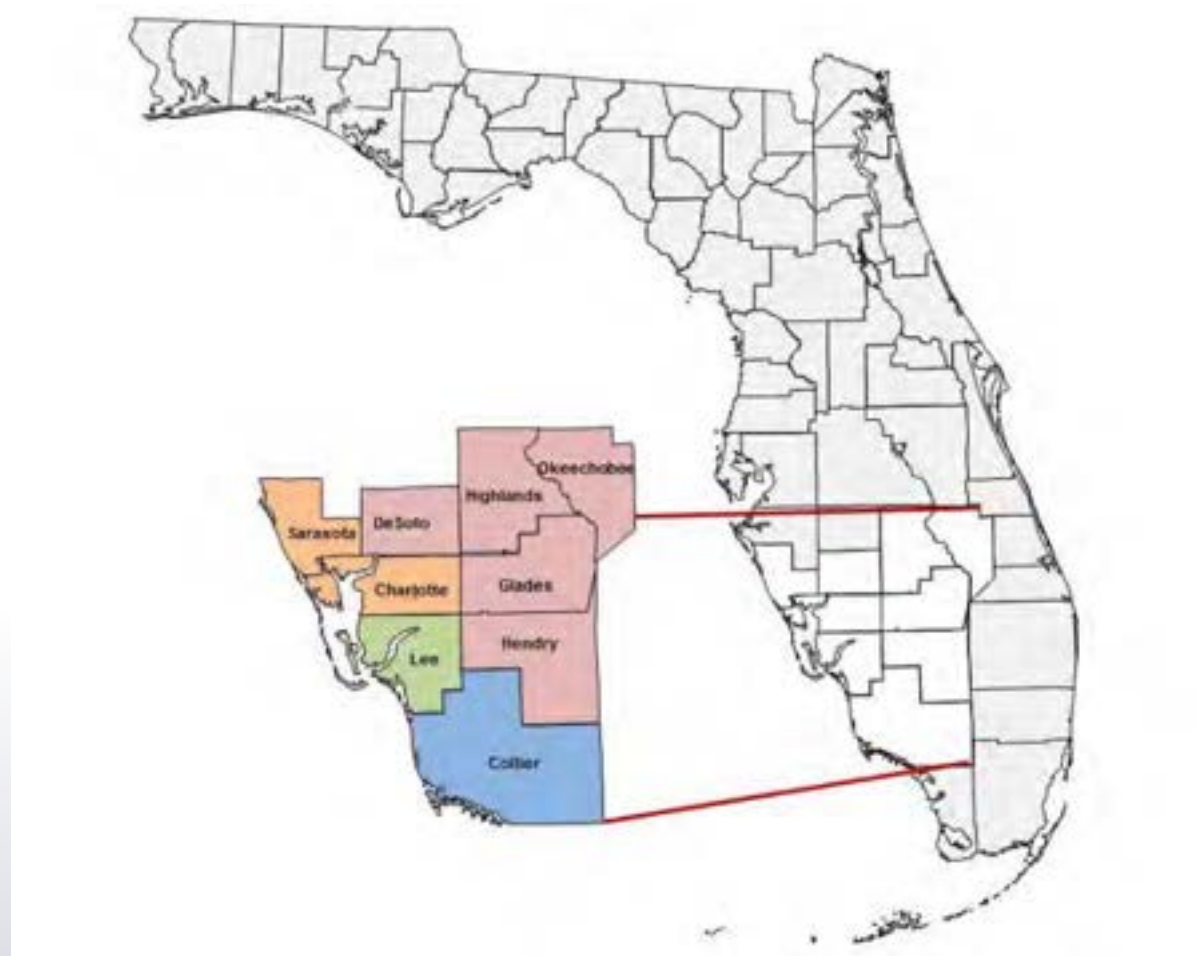 Okeechobee
Highlands
DeSoto
Sarasota
Charlotte
Glades
Hendry
Lee
Collier